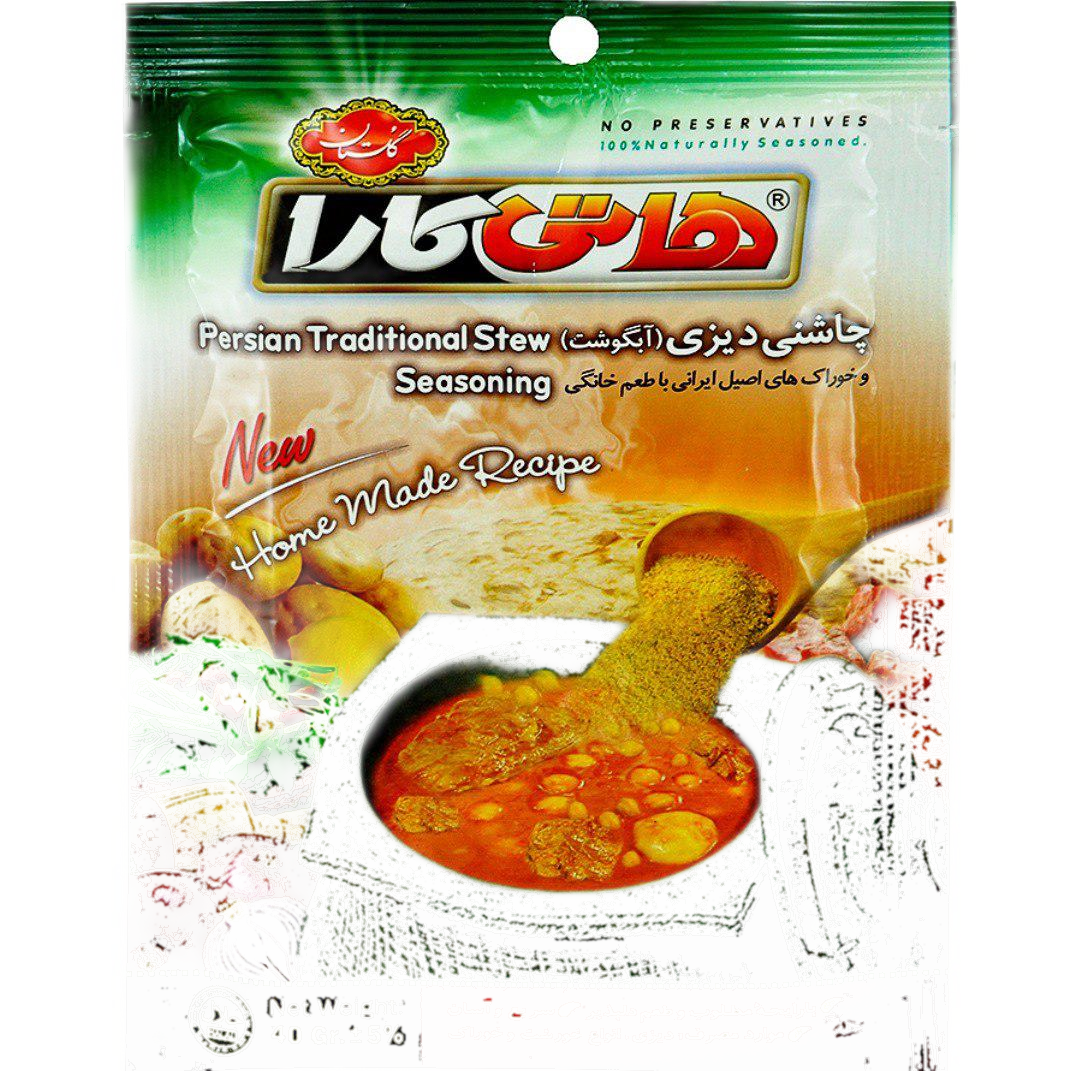 گلستان
NO PRESERVATIVES
100% Naturally Seasoned.
هاتی کارا ®
Persian Traditional Stew چاشنی دیزی (آبگوشت)
Seasoning و خوراک های اصیل ایرانی با طعم خانگی
New
Home Made Recipe